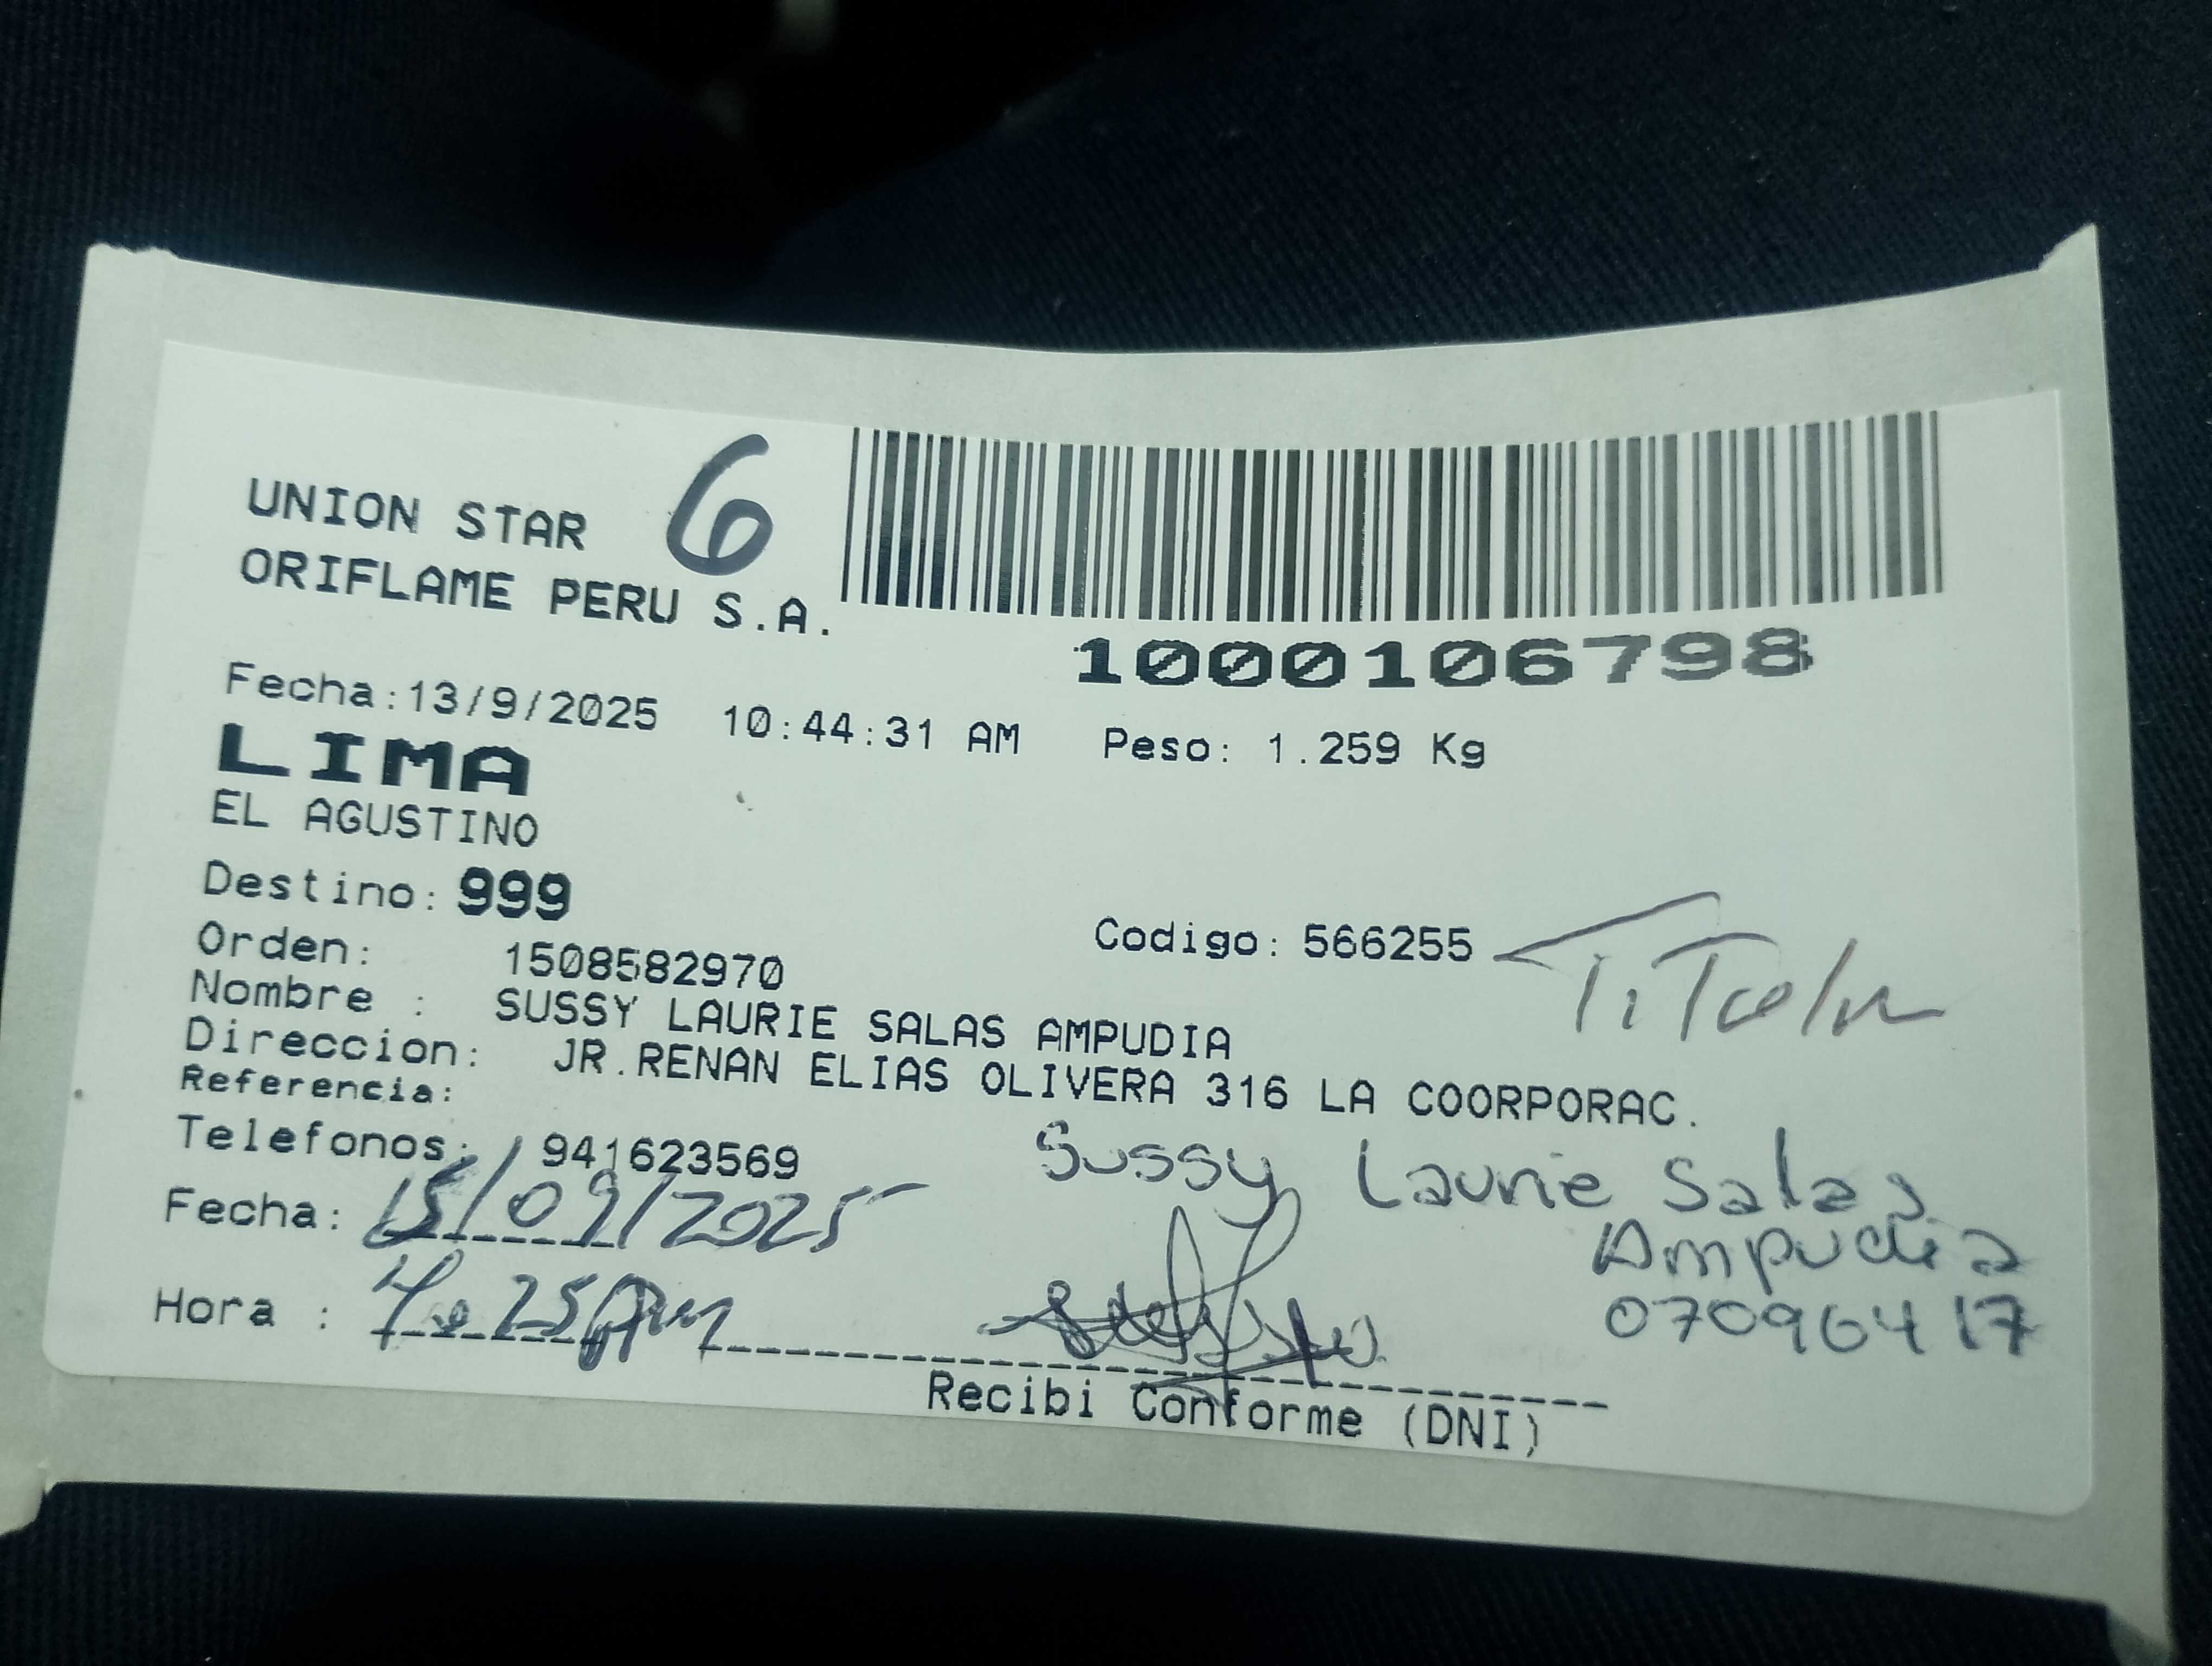 UNION STAR 6
ORIFLAME PERU S.A.
1000106798
Fecha:13/9/2025 10:44:31 AM Peso: 1.259 Kg
LIMA
EL AGUSTINO
Destino: 999
Orden: 1508582970 Codigo: 566255
Nombre : SUSSY LAURIE SALAS AMPUDIA
Direccion: JR.RENAN ELIAS OLIVERA 316 LA COORPORAC.
Referencia:
Telefonos: 941623569
Sussy Laurie Salas
Ampudia
07096417
Fecha: 15/09/2025
Hora : 4:25pm
Recibi Conforme (DNI)